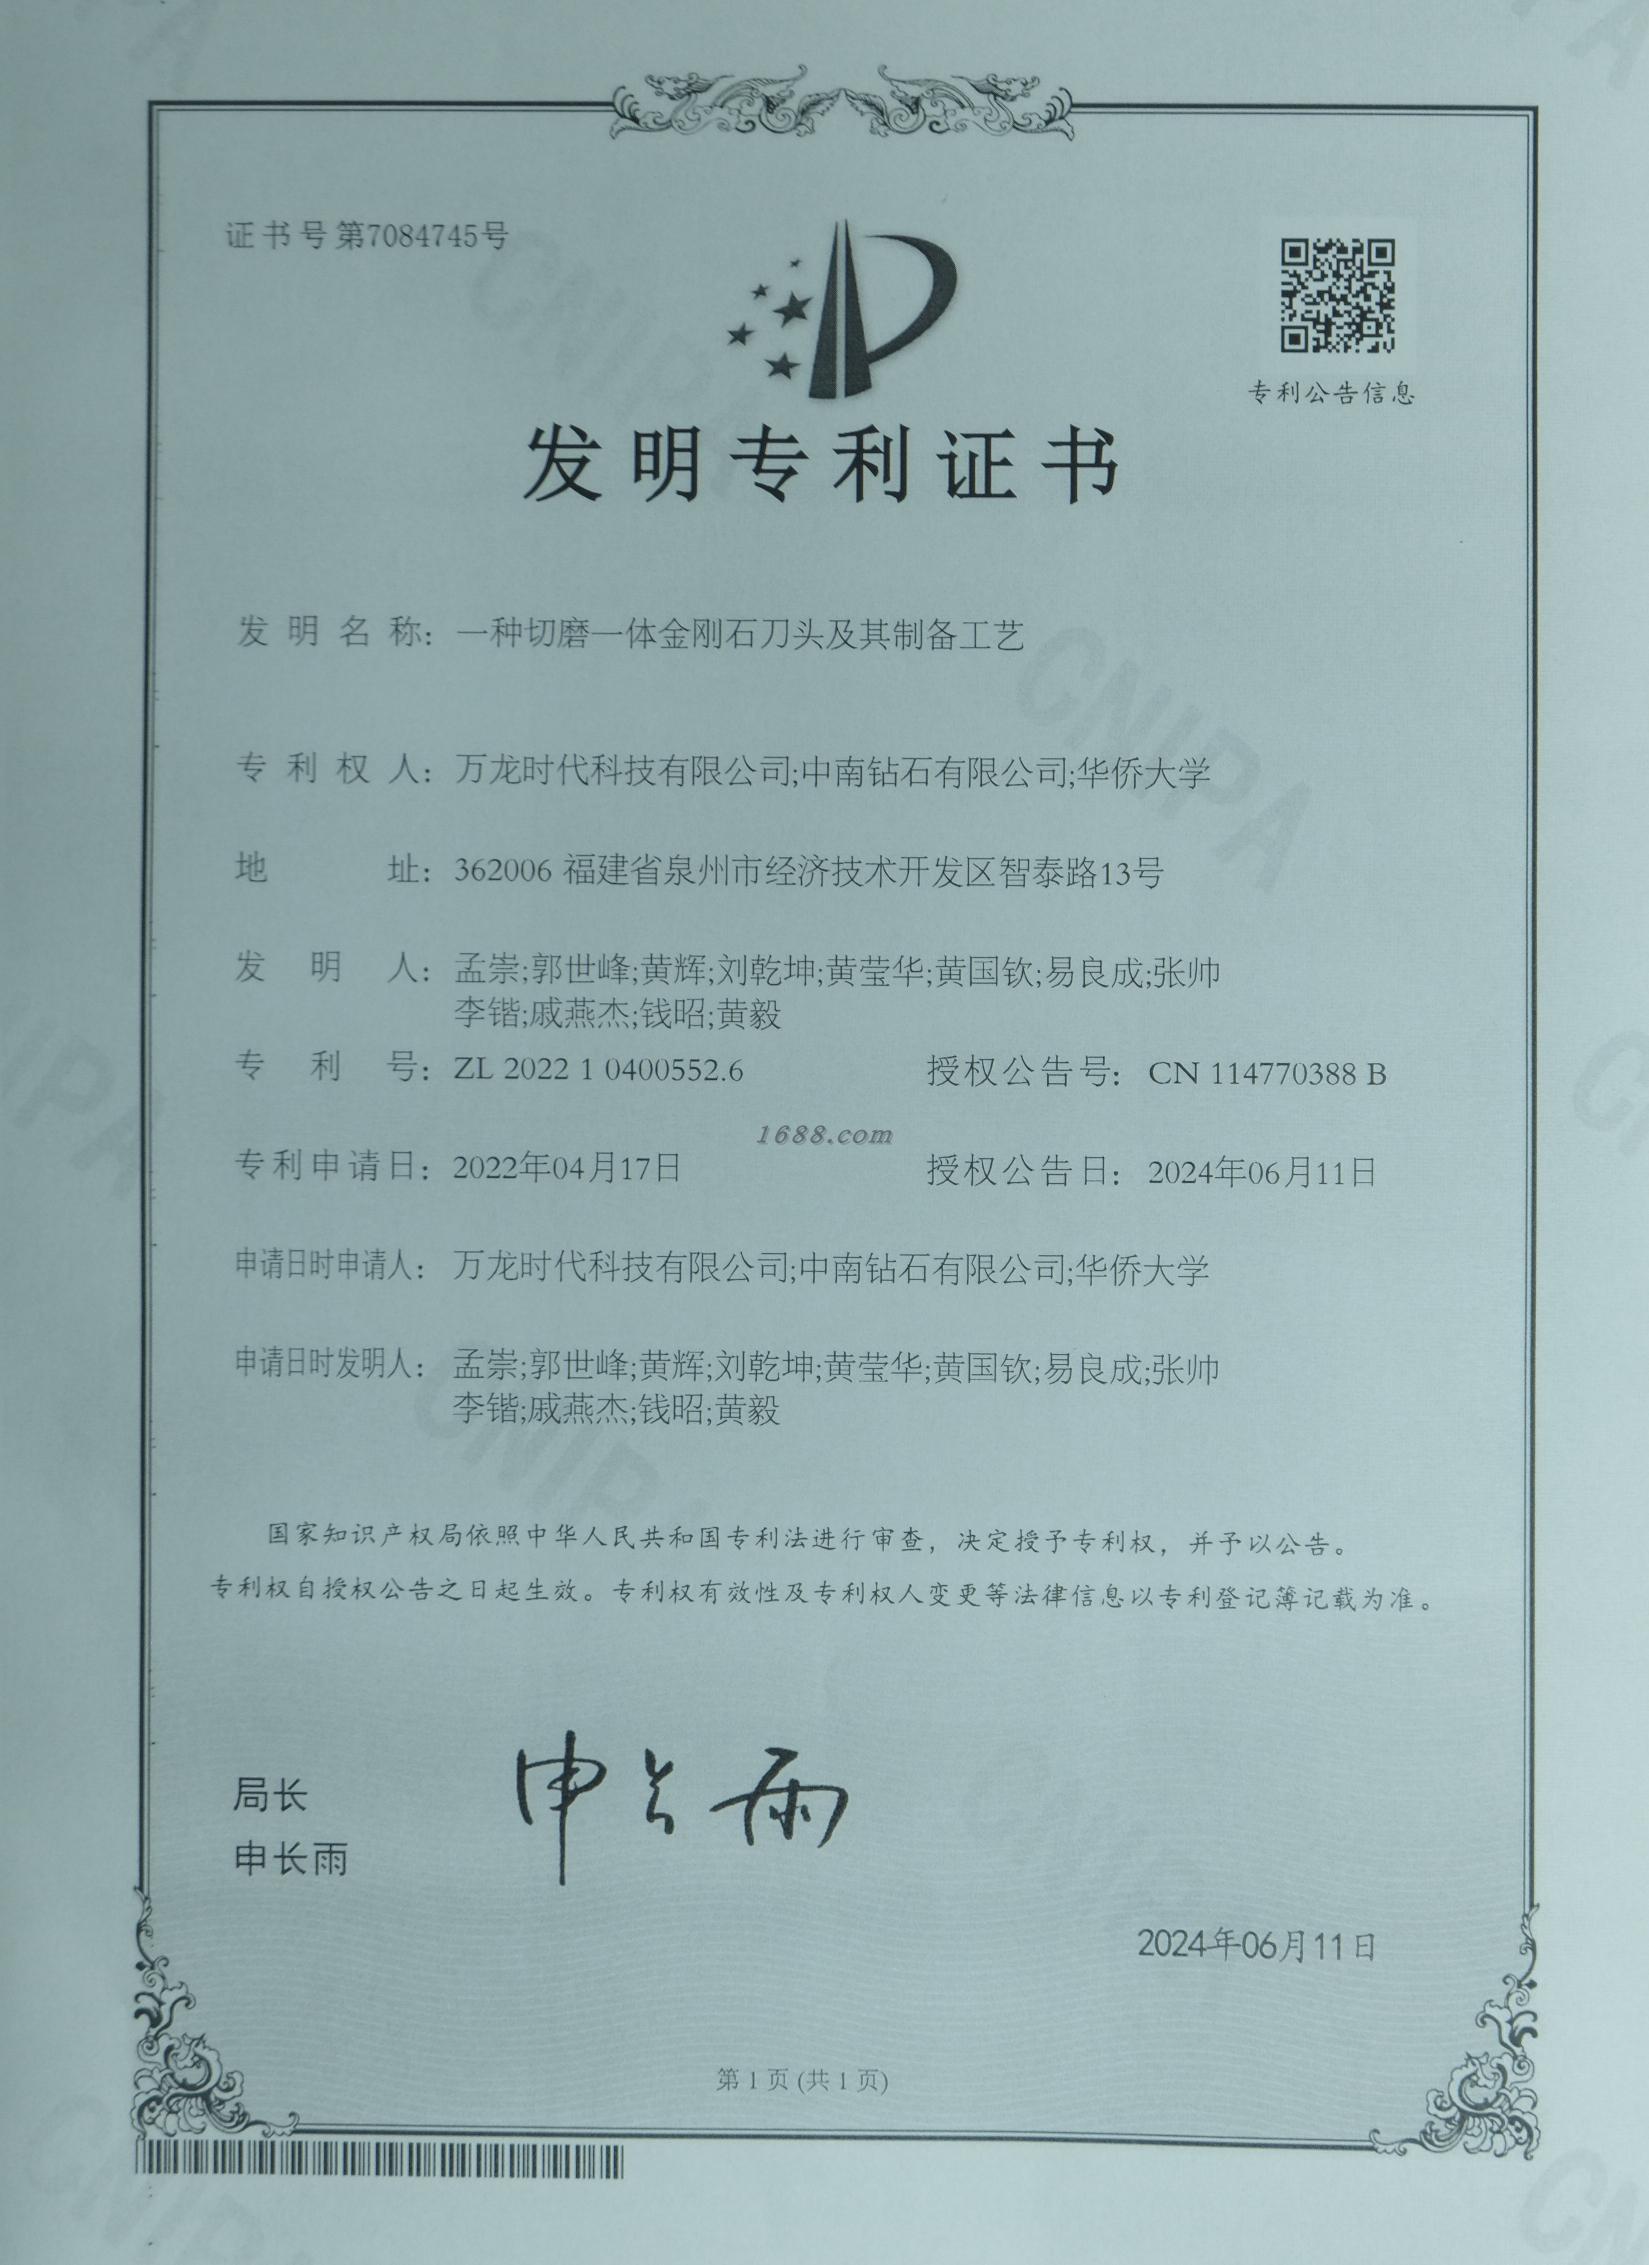 证书号第7084745号
专利公告信息
发明专利证书
发明名称：一种切磨一体金刚石刀头及其制备工艺
专利权人：万龙时代科技有限公司;中南钻石有限公司;华侨大学
地址：362006 福建省泉州市经济技术开发区智泰路13号
发明人：孟崇;郭世峰;黄辉;刘乾坤;黄莹华;黄国钦;易良成;张帅
李锴;戚燕杰;钱昭;黄毅
专利号：ZL 2022 1 0400552.6 授权公告号：CN 114770388 B
1688.com
专利申请日：2022年04月17日 授权公告日：2024年06月11日
申请日时申请人：万龙时代科技有限公司;中南钻石有限公司;华侨大学
申请日时发明人：孟崇;郭世峰;黄辉;刘乾坤;黄莹华;黄国钦;易良成;张帅
李锴;戚燕杰;钱昭;黄毅
国家知识产权局依照中华人民共和国专利法进行审查，决定授予专利权，并予以公告。
专利权自授权公告之日起生效。专利权有效性及专利权人变更等法律信息以专利登记簿记载为准。
局长
申长雨
申长雨
2024年06月11日
第 1 页 (共 1 页)
CNIPA